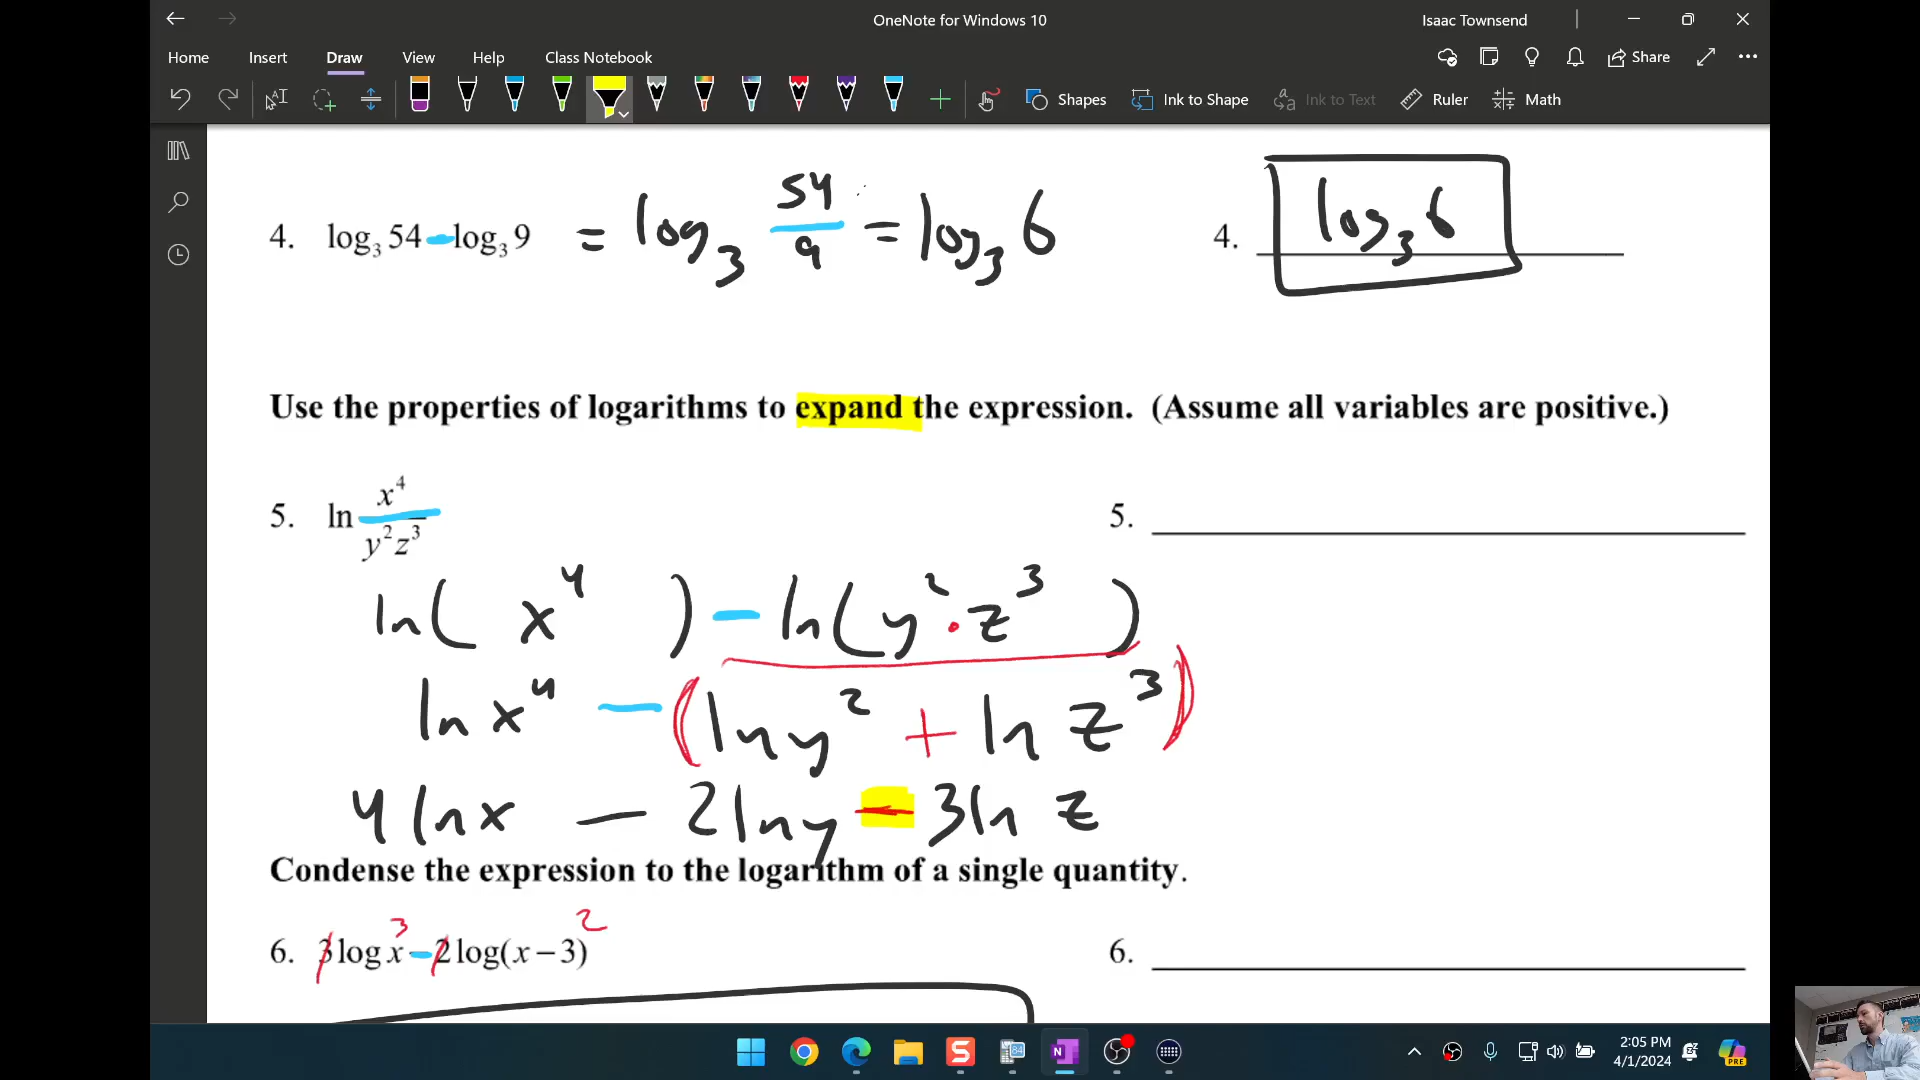 OneNote for Windows 10
Isaac Townsend
Home Insert Draw View Help Class Notebook
Share
Shapes Ink to Shape Ink to Text Ruler Math
4. log₃ 54 − log₃ 9 = log₃ 54/9 = log₃ 6
4. log₃ 6
Use the properties of logarithms to expand the expression. (Assume all variables are positive.)
5. ln x⁴/y²z³
5.
ln( x⁴ ) − ln( y² · z³ )
ln x⁴ − (ln y² + ln z³)
4 ln x − 2 ln y − 3 ln z
Condense the expression to the logarithm of a single quantity.
6. 3 log x³ − 2 log(x − 3)²
6.
84
2:05 PM
4/1/2024
PRE